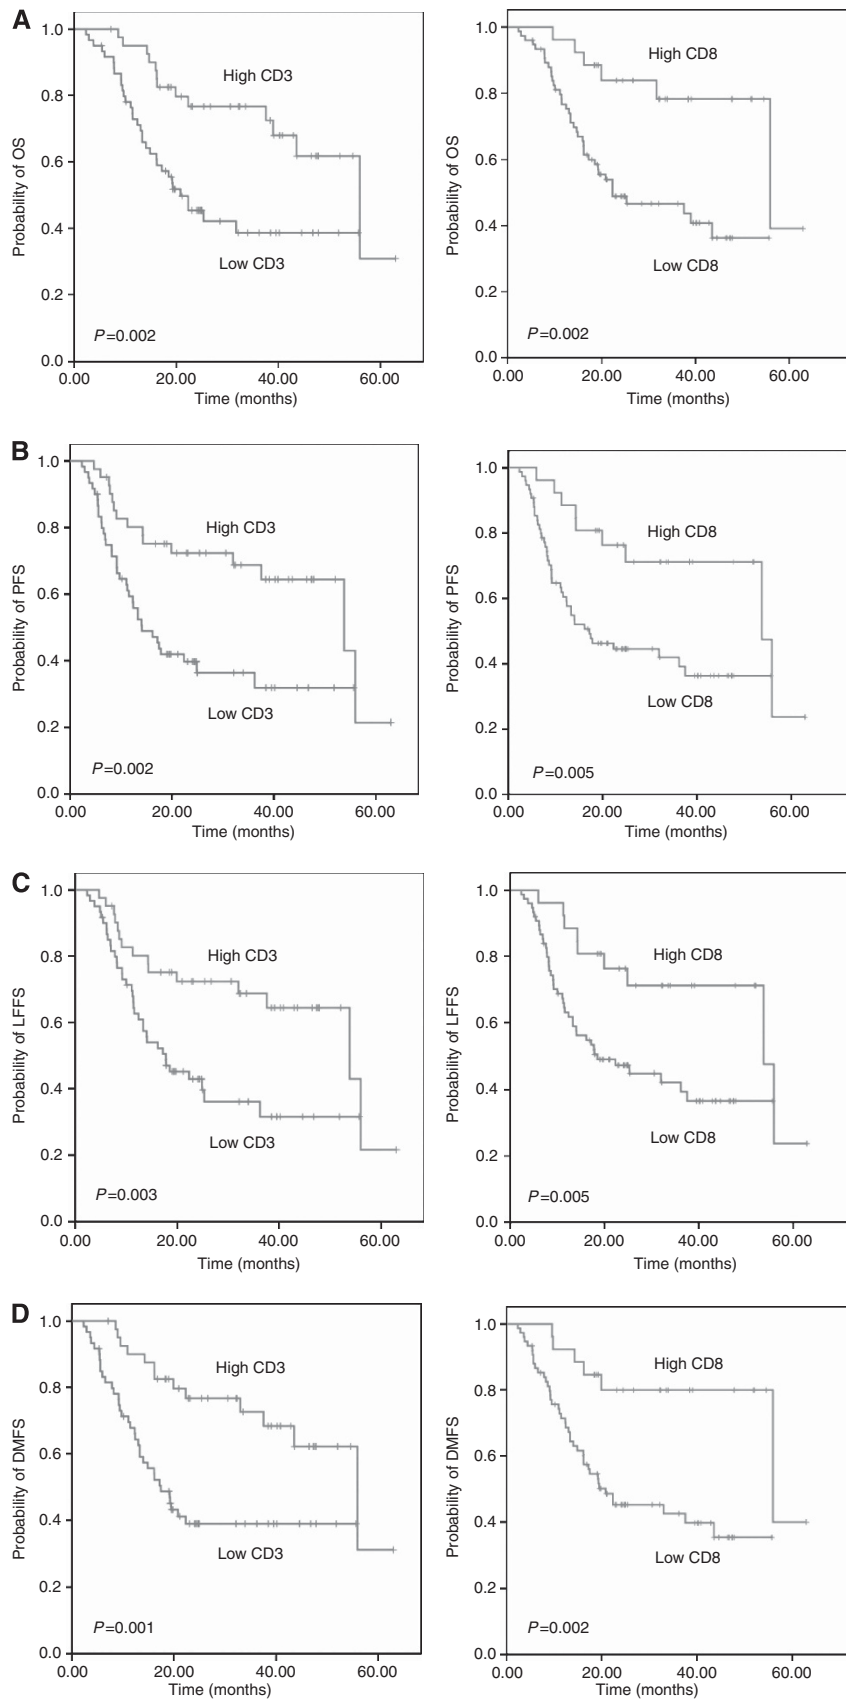 A
Probability of OS
1.0
0.8
0.6
0.4
0.2
0.0
High CD3
Low CD3
P=0.002
0.00 20.00 40.00 60.00
Time (months)
Probability of OS
1.0
0.8
0.6
0.4
0.2
0.0
High CD8
Low CD8
P=0.002
0.00 20.00 40.00 60.00
Time (months)
B
Probability of PFS
1.0
0.8
0.6
0.4
0.2
0.0
High CD3
Low CD3
P=0.002
0.00 20.00 40.00 60.00
Time (months)
Probability of PFS
1.0
0.8
0.6
0.4
0.2
0.0
High CD8
Low CD8
P=0.005
0.00 20.00 40.00 60.00
Time (months)
C
Probability of LFFS
1.0
0.8
0.6
0.4
0.2
0.0
High CD3
Low CD3
P=0.003
0.00 20.00 40.00 60.00
Time (months)
Probability of LFFS
1.0
0.8
0.6
0.4
0.2
0.0
High CD8
Low CD8
P=0.005
0.00 20.00 40.00 60.00
Time (months)
D
Probability of DMFS
1.0
0.8
0.6
0.4
0.2
0.0
High CD3
Low CD3
P=0.001
0.00 20.00 40.00 60.00
Time (months)
Probability of DMFS
1.0
0.8
0.6
0.4
0.2
0.0
High CD8
Low CD8
P=0.002
0.00 20.00 40.00 60.00
Time (months)